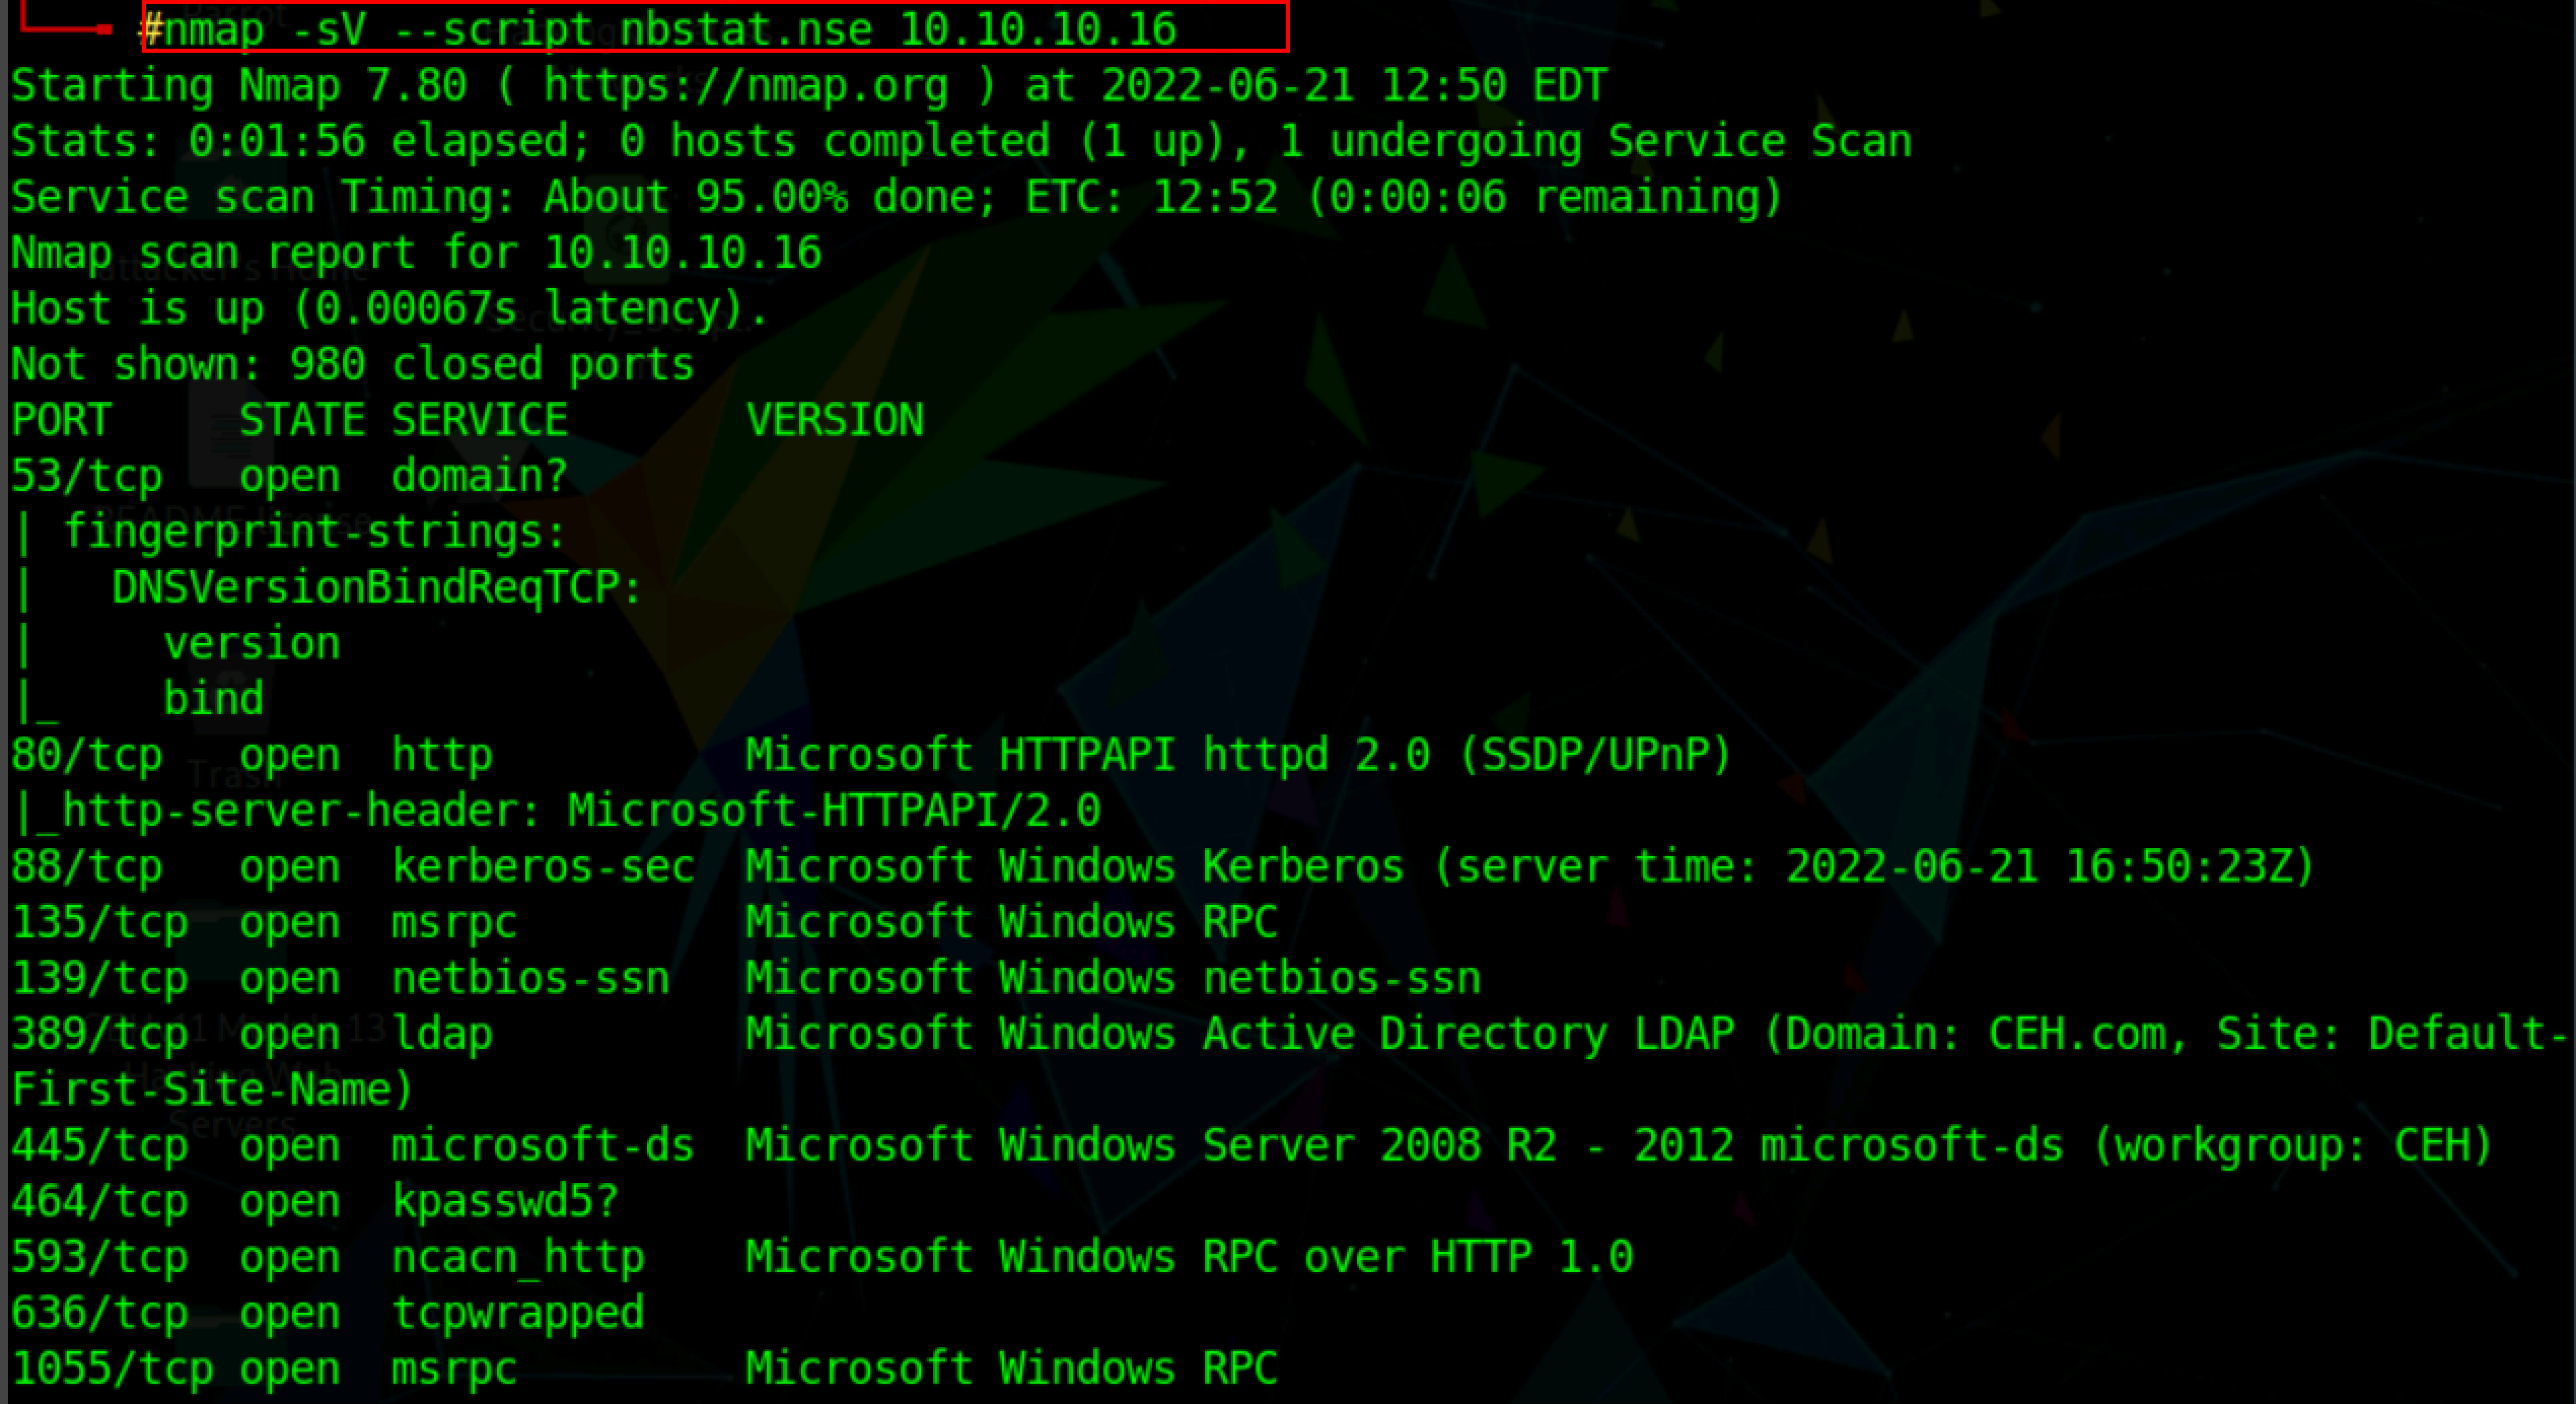 #nmap -sV --script nbstat.nse 10.10.10.16
Starting Nmap 7.80 ( https://nmap.org ) at 2022-06-21 12:50 EDT
Stats: 0:01:56 elapsed; 0 hosts completed (1 up), 1 undergoing Service Scan
Service scan Timing: About 95.00% done; ETC: 12:52 (0:00:06 remaining)
Nmap scan report for 10.10.10.16
Host is up (0.00067s latency).
Not shown: 980 closed ports
PORT     STATE SERVICE       VERSION
53/tcp   open  domain?
| fingerprint-strings:
|   DNSVersionBindReqTCP:
|     version
|_    bind
80/tcp   open  http          Microsoft HTTPAPI httpd 2.0 (SSDP/UPnP)
|_http-server-header: Microsoft-HTTPAPI/2.0
88/tcp   open  kerberos-sec  Microsoft Windows Kerberos (server time: 2022-06-21 16:50:23Z)
135/tcp  open  msrpc         Microsoft Windows RPC
139/tcp  open  netbios-ssn   Microsoft Windows netbios-ssn
389/tcp  open  ldap          Microsoft Windows Active Directory LDAP (Domain: CEH.com, Site: Default-
First-Site-Name)
445/tcp  open  microsoft-ds  Microsoft Windows Server 2008 R2 - 2012 microsoft-ds (workgroup: CEH)
464/tcp  open  kpasswd5?
593/tcp  open  ncacn_http    Microsoft Windows RPC over HTTP 1.0
636/tcp  open  tcpwrapped
1055/tcp open  msrpc         Microsoft Windows RPC
Parrot
attacker's Home
README license
Trash
Servers